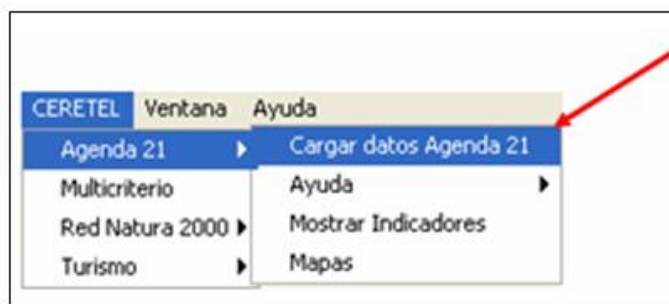 CERETEL Ventana Ayuda
Agenda 21 Cargar datos Agenda 21
Multicriterio Ayuda
Red Natura 2000 Mostrar Indicadores
Turismo Mapas